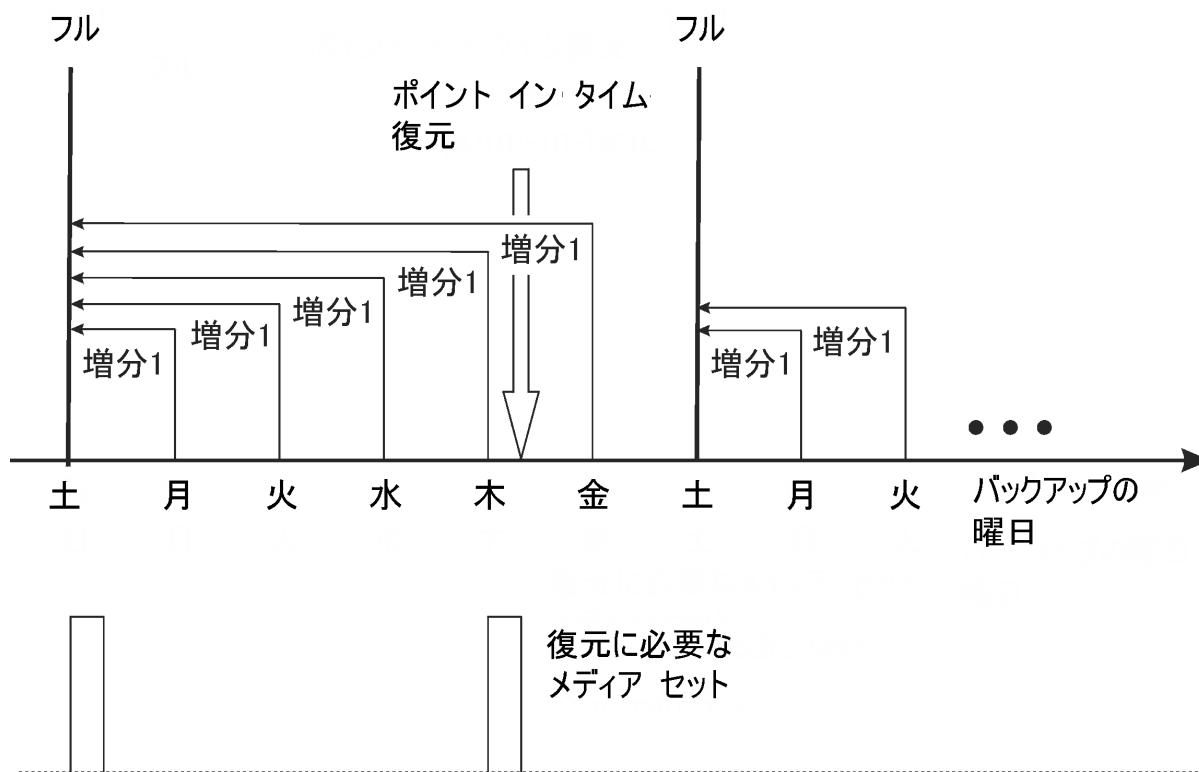 フル
フル
ポイント イン タイム
復元
増分1
増分1
増分1
増分1
増分1
増分1
増分1
土
月
火
水
木
金
土
月
火
バックアップの
曜日
復元に必要な
メディア セット